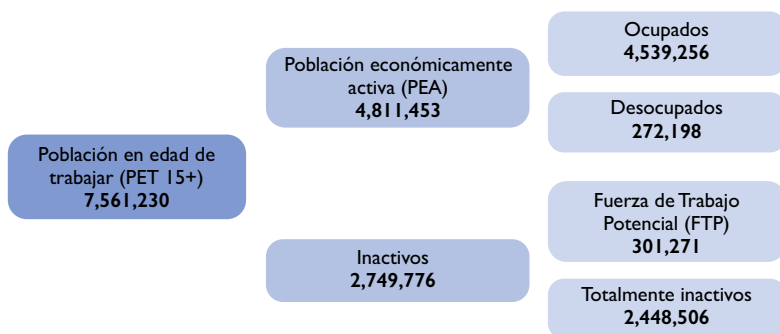 Población en edad de
trabajar (PET 15+)
7,561,230
Población económicamente
activa (PEA)
4,811,453
Inactivos
2,749,776
Ocupados
4,539,256
Desocupados
272,198
Fuerza de Trabajo
Potencial (FTP)
301,271
Totalmente inactivos
2,448,506